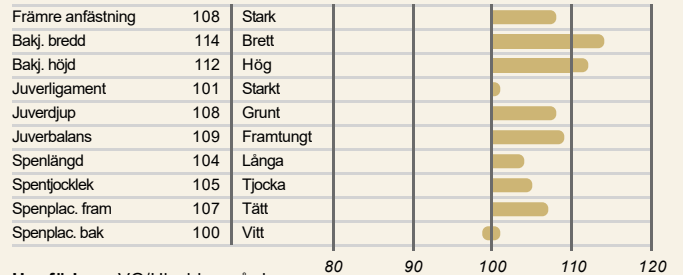 Främre anfästning 108 Stark
Bakj. bredd 114 Brett
Bakj. höjd 112 Hög
Juverligament 101 Starkt
Juverdjup 108 Grunt
Juverbalans 109 Framtungt
Spenlängd 104 Långa
Spentjocklek 105 Tjocka
Spenplac. fram 107 Tätt
Spenplac. bak 100 Vitt
80 90 100 110 120